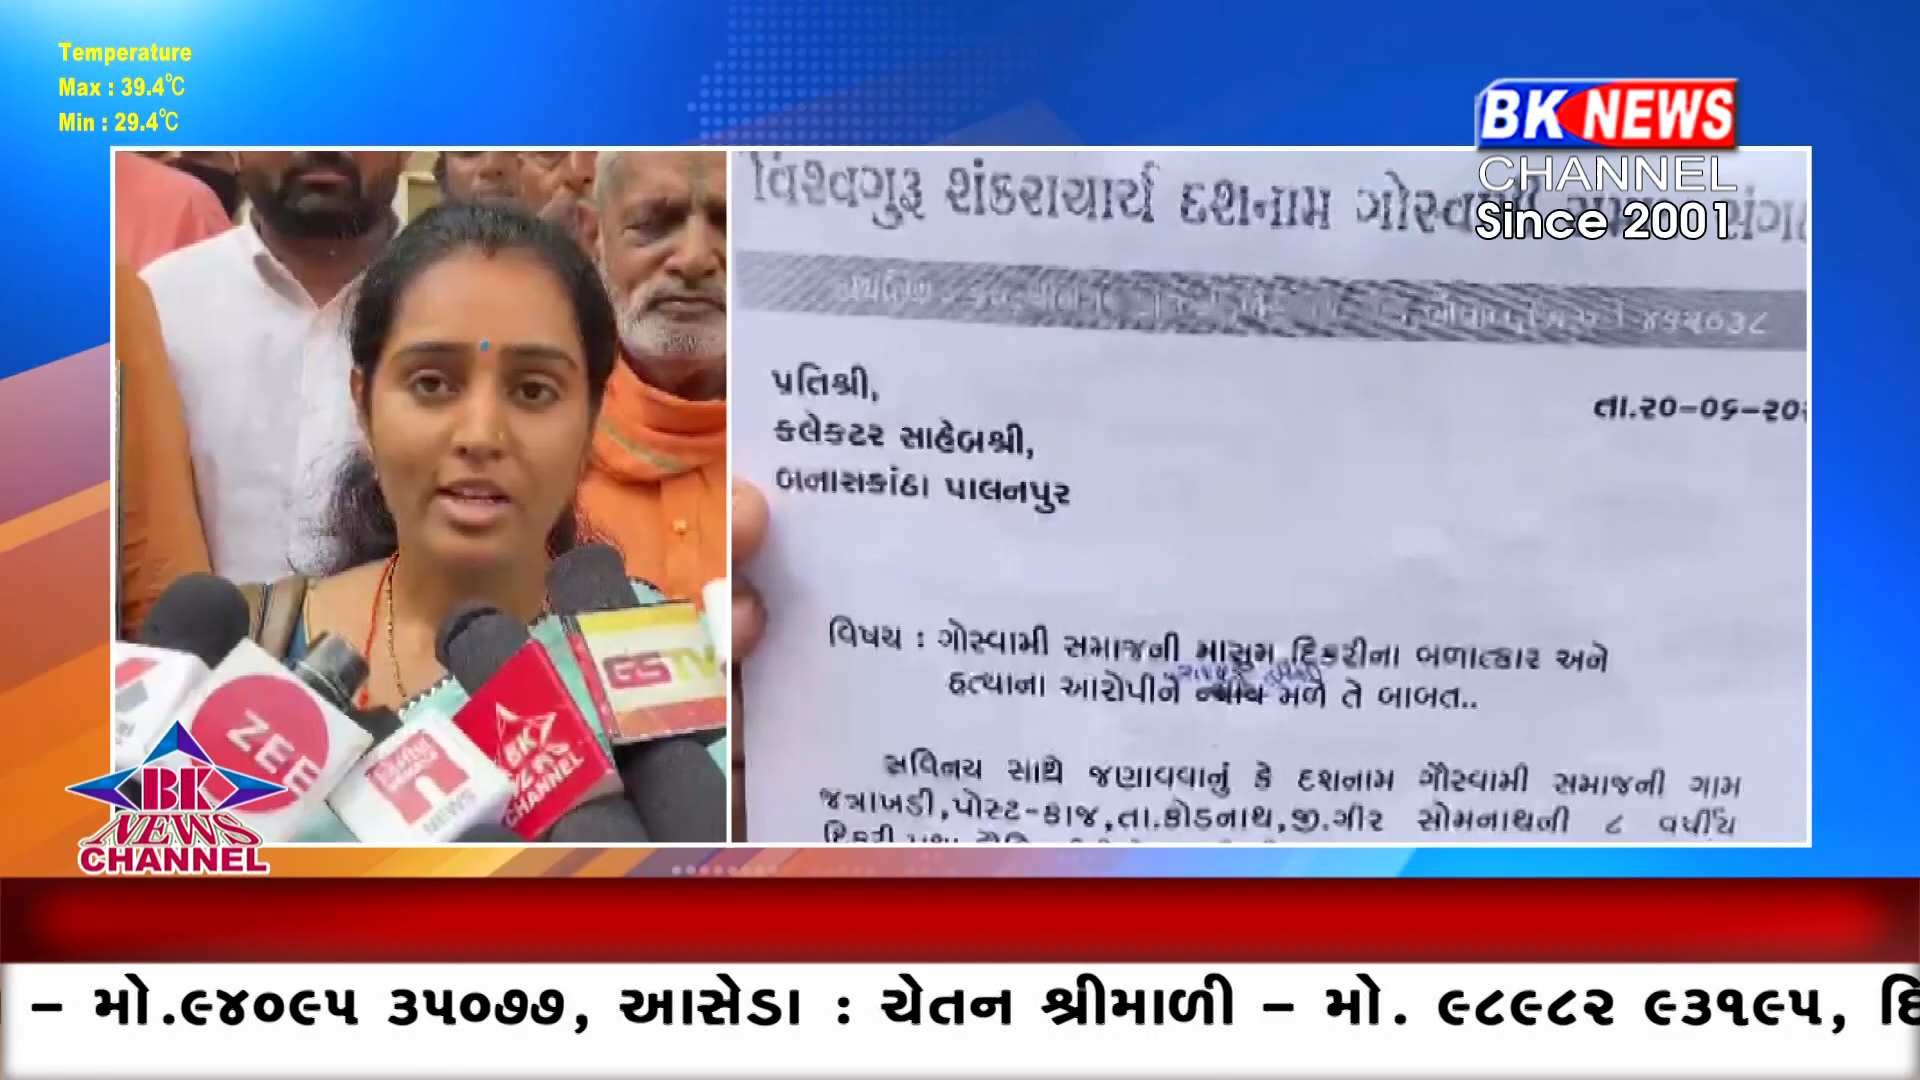 Temperature
Max : 39.4℃
Min : 29.4℃
BK NEWS
CHANNEL
Since 2001
વિશ્વગુરૂ શંકરાચાર્ય દશનામ
પ્રતિશ્રી,
તા.૨૦-૦૬-૨૦
કલેકટર સાહેબશ્રી,
બનાસકાંઠા પાલનપુર
વિષય : ગોસ્વામી સમાજની માસુમ દિકરીના બળાત્કાર અને
હત્યાના આરોપીને ન્યાય મળે તે બાબત..
સવિનય સાથે જણાવવાનું કે દશનામ ગૌસ્વામી સમાજની ગામ
જંત્રાખડી,પોસ્ટ-કાજ,તા.કોડનાથ,જી.ગીર સોમનાથની ૮ વર્ષીય
ZEE
NEWS
BK
NEWS
CHANNEL
GSTV
BK
NEWS
CHANNEL
– મો.૯૪૦૯૫ ૩૫૦૭૭, આસેડા : ચેતન શ્રીમાળી – મો. ૯૮૯૮૨ ૯૩૧૯૫, દિ